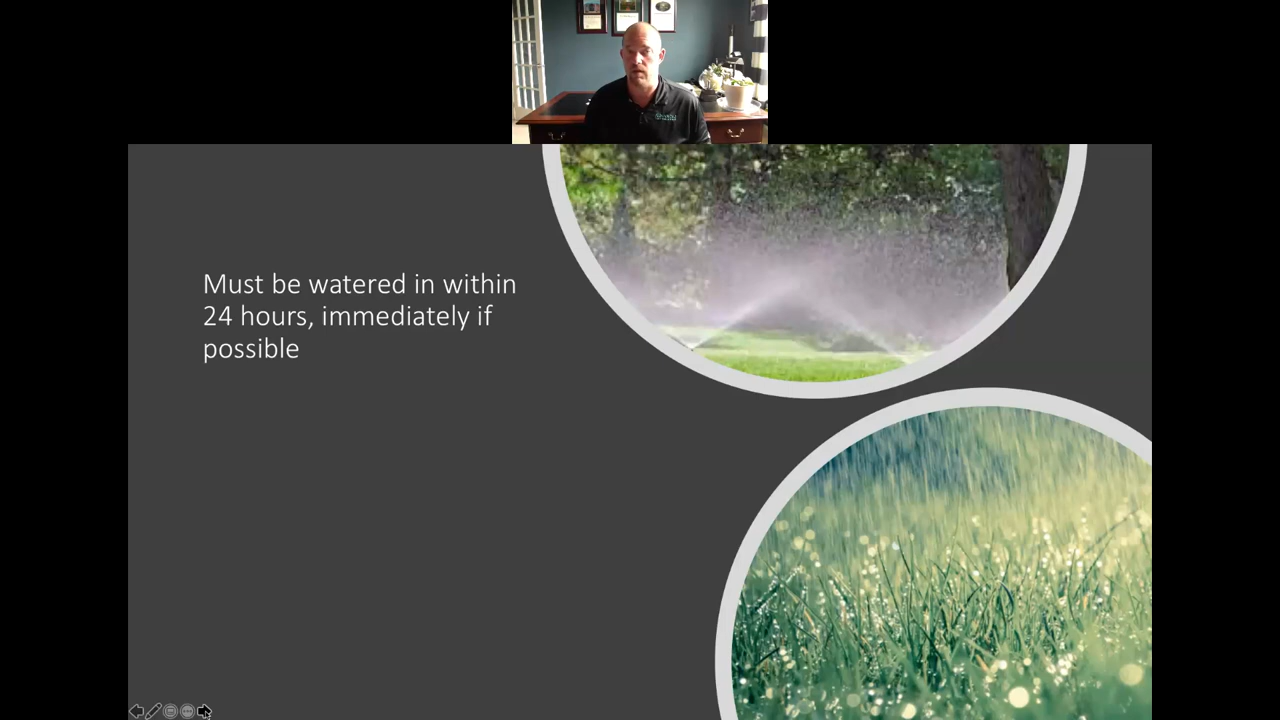 Must be watered in within
24 hours, immediately if
possible